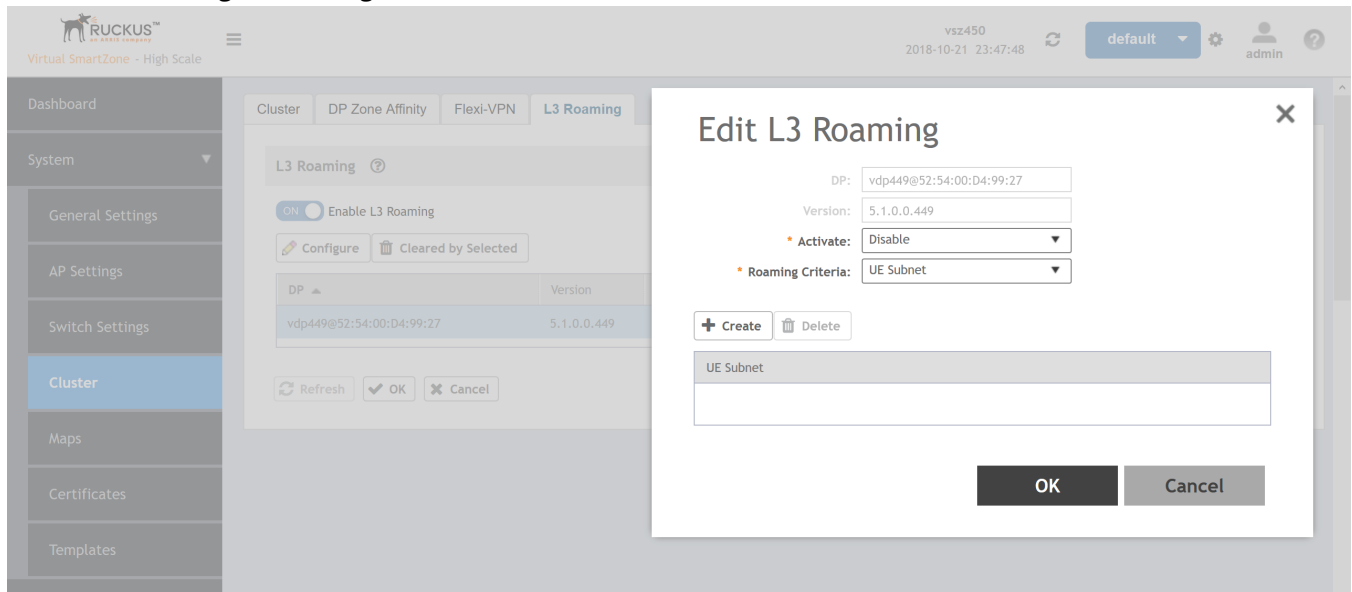 RUCKUS™
an ARRIS company
Virtual SmartZone - High Scale
vsz450
2018-10-21 23:47:48
default
admin
Dashboard
System
General Settings
AP Settings
Switch Settings
Cluster
Maps
Certificates
Templates
Cluster DP Zone Affinity Flexi-VPN L3 Roaming
L3 Roaming ?
ON Enable L3 Roaming
Configure Cleared by Selected
DP Version
vdp449@52:54:00:D4:99:27 5.1.0.0.449
Refresh OK Cancel
Edit L3 Roaming
DP: vdp449@52:54:00:D4:99:27
Version: 5.1.0.0.449
* Activate: Disable
* Roaming Criteria: UE Subnet
Create Delete
UE Subnet
OK Cancel